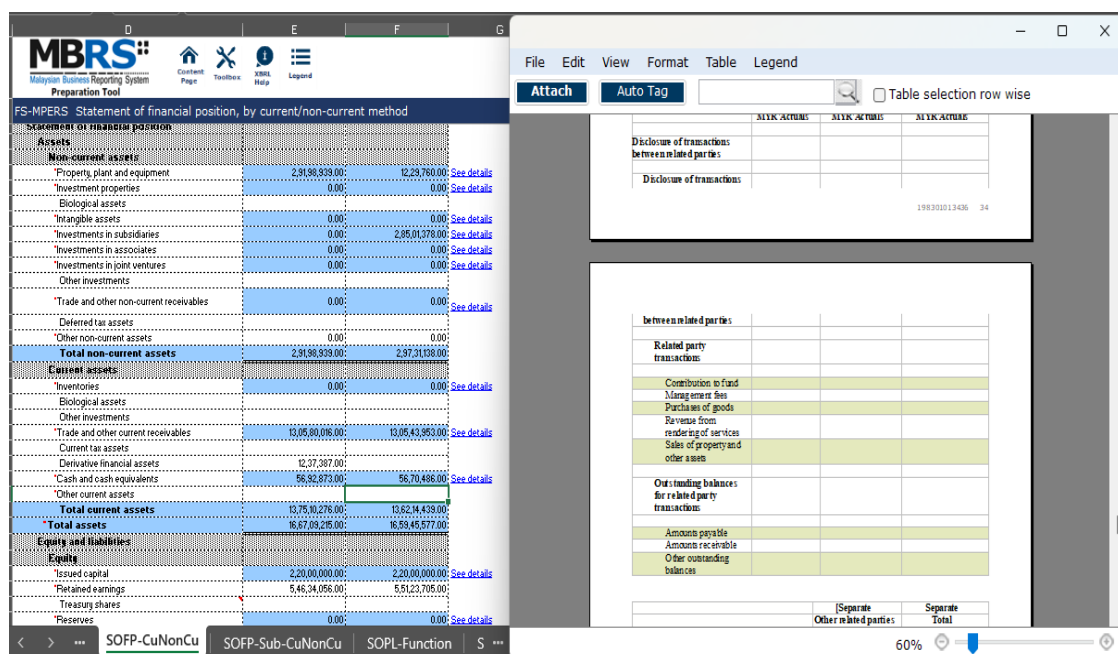 D E F G
MBRS
Malaysian Business Reporting System
Preparation Tool
Content Page
Toolbox
XBRL Help
Legend
FS-MPERS Statement of financial position, by current/non-current method
Statement of financial position
Assets
Non-current assets
*Property, plant and equipment 2,91,98,939.00 12,29,760.00 See details
*Investment properties 0.00 0.00 See details
Biological assets
*Intangible assets 0.00 0.00 See details
*Investments in subsidiaries 0.00 2,85,01,378.00 See details
*Investments in associates 0.00 0.00 See details
*Investments in joint ventures 0.00 0.00 See details
Other investments
*Trade and other non-current receivables 0.00 0.00 See details
Deferred tax assets
*Other non-current assets 0.00 0.00
Total non-current assets 2,91,98,939.00 2,97,31,138.00
Current assets
*Inventories 0.00 0.00 See details
Biological assets
Other investments
*Trade and other current receivables 13,05,80,016.00 13,05,43,953.00 See details
Current tax assets
Derivative financial assets 12,37,387.00
*Cash and cash equivalents 56,92,873.00 56,70,486.00 See details
*Other current assets
Total current assets 13,75,10,276.00 13,62,14,439.00
*Total assets 16,67,09,215.00 16,59,45,577.00
Equity and liabilities
Equity
*Issued capital 2,20,00,000.00 2,20,00,000.00 See details
*Retained earnings 5,46,34,056.00 5,51,23,705.00
Treasury shares
*Reserves 0.00 0.00 See details
SOFP-CuNonCu SOFP-Sub-CuNonCu SOPL-Function S ...
File Edit View Format Table Legend
Attach Auto Tag Table selection row wise
MYR Actuals MYR Actuals MYR Actuals
Disclosure of transactions
between related parties
Disclosure of transactions
198301013436 34
between related parties
Related party
transactions
Contribution to fund
Management fees
Purchases of goods
Revenue from
rendering of services
Sales of property and
other assets
Outstanding balances
for related party
transactions
Amounts payable
Amounts receivable
Other outstanding
balances
[Separate Separate
Other related parties Total
60%